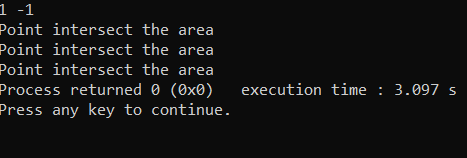 1 -1
Point intersect the area
Point intersect the area
Point intersect the area
Process returned 0 (0x0)   execution time : 3.097 s
Press any key to continue.